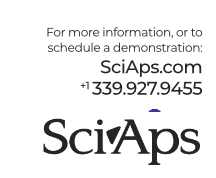 For more information, or to
schedule a demonstration:
SciAps.com
+1 339.927.9455
SciAps